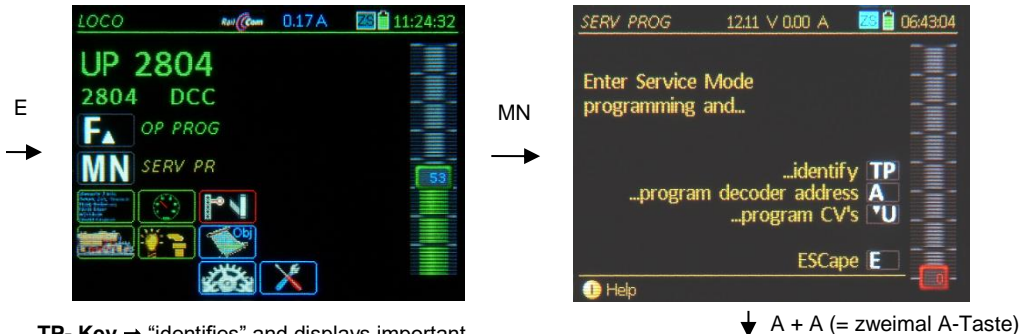 LOCO RailCom 0.17 A ZS 11:24:32
UP 2804
2804 DCC
F▲ OP PROG
MN SERV PR
53
Obj
E
MN
SERV PROG 12.11 V 0.00 A ZS 06:43:04
Enter Service Mode
programming and...
...identify TP
...program decoder address A
...program CV's ▼U
ESCape E
Help
0
TP- Key → “identifies” and displays important
A + A (= zweimal A-Taste)